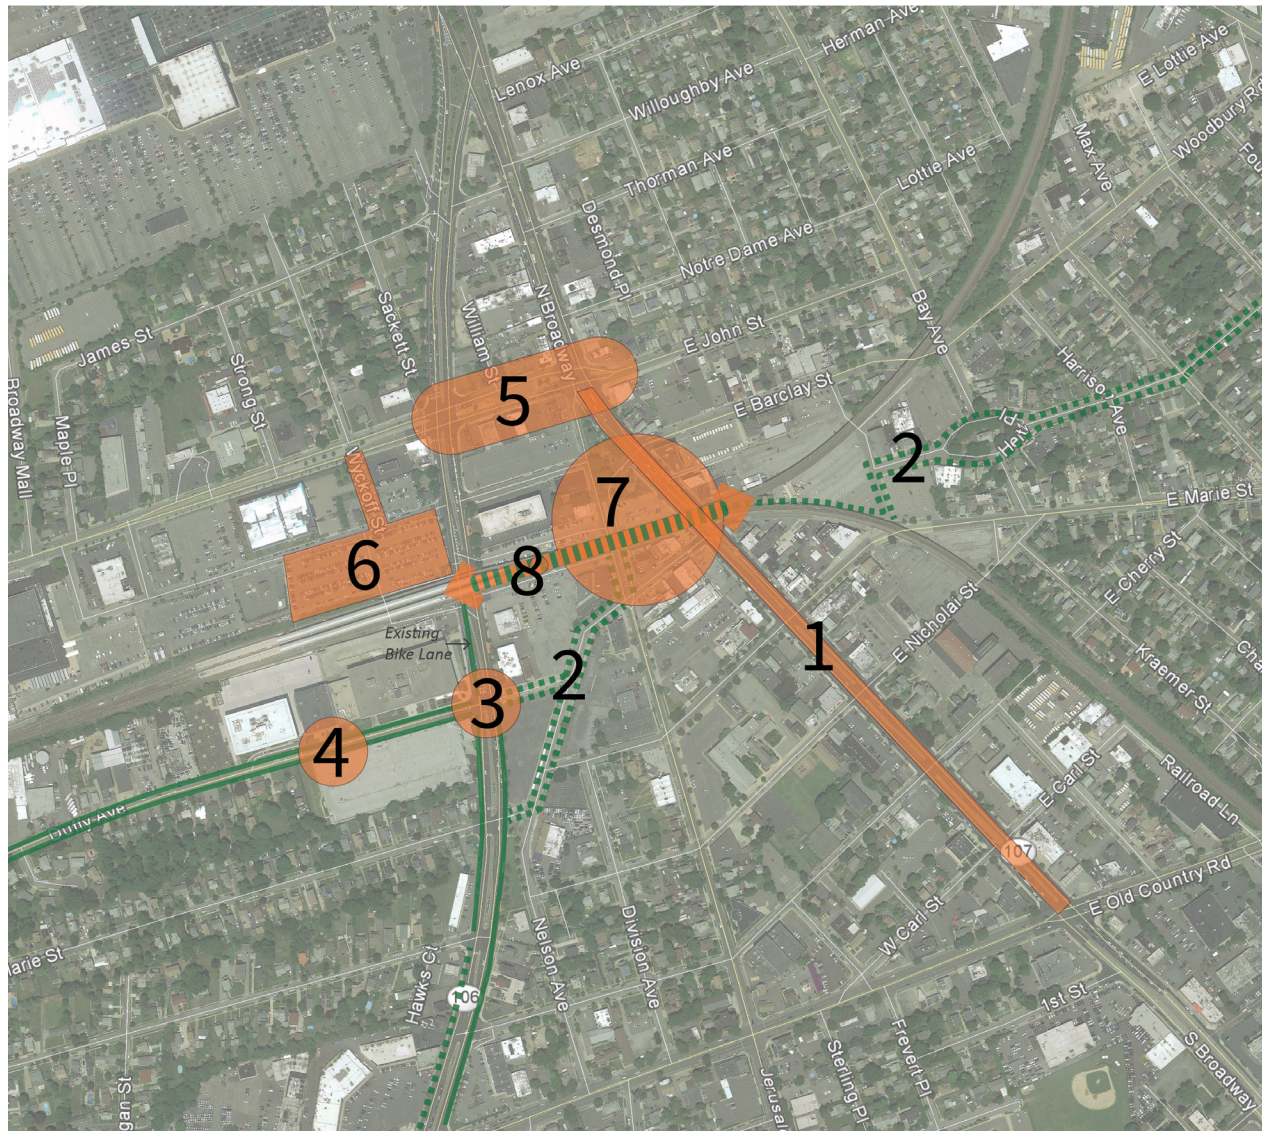 Herman Ave
Lenox Ave
Willoughby Ave
E Lottie Ave
Woodbury Rd
Max Ave
Thorman Ave
Lottie Ave
Desmond Pl
Notre Dame Ave
Sackett St
William St
N Broadway
Bay Ave
James St
Strong St
E John St
Harrison Ave
Broadway Mall
Maple Pl
5
E Barclay St
Pl
2
Wyckoff St
7
E Marie St
6
8
E Cherry St
Existing
Bike Lane
E Nicholai St
1
2
Kraemer St
3
4
E Carl St
Railroad Ln
Duffy Ave
107
E Old Country Rd
W Carl St
Nelson Ave
Division Ave
Hawks Ct
106
1st St
Frevert Pl
Sterling Pl
S Broadway